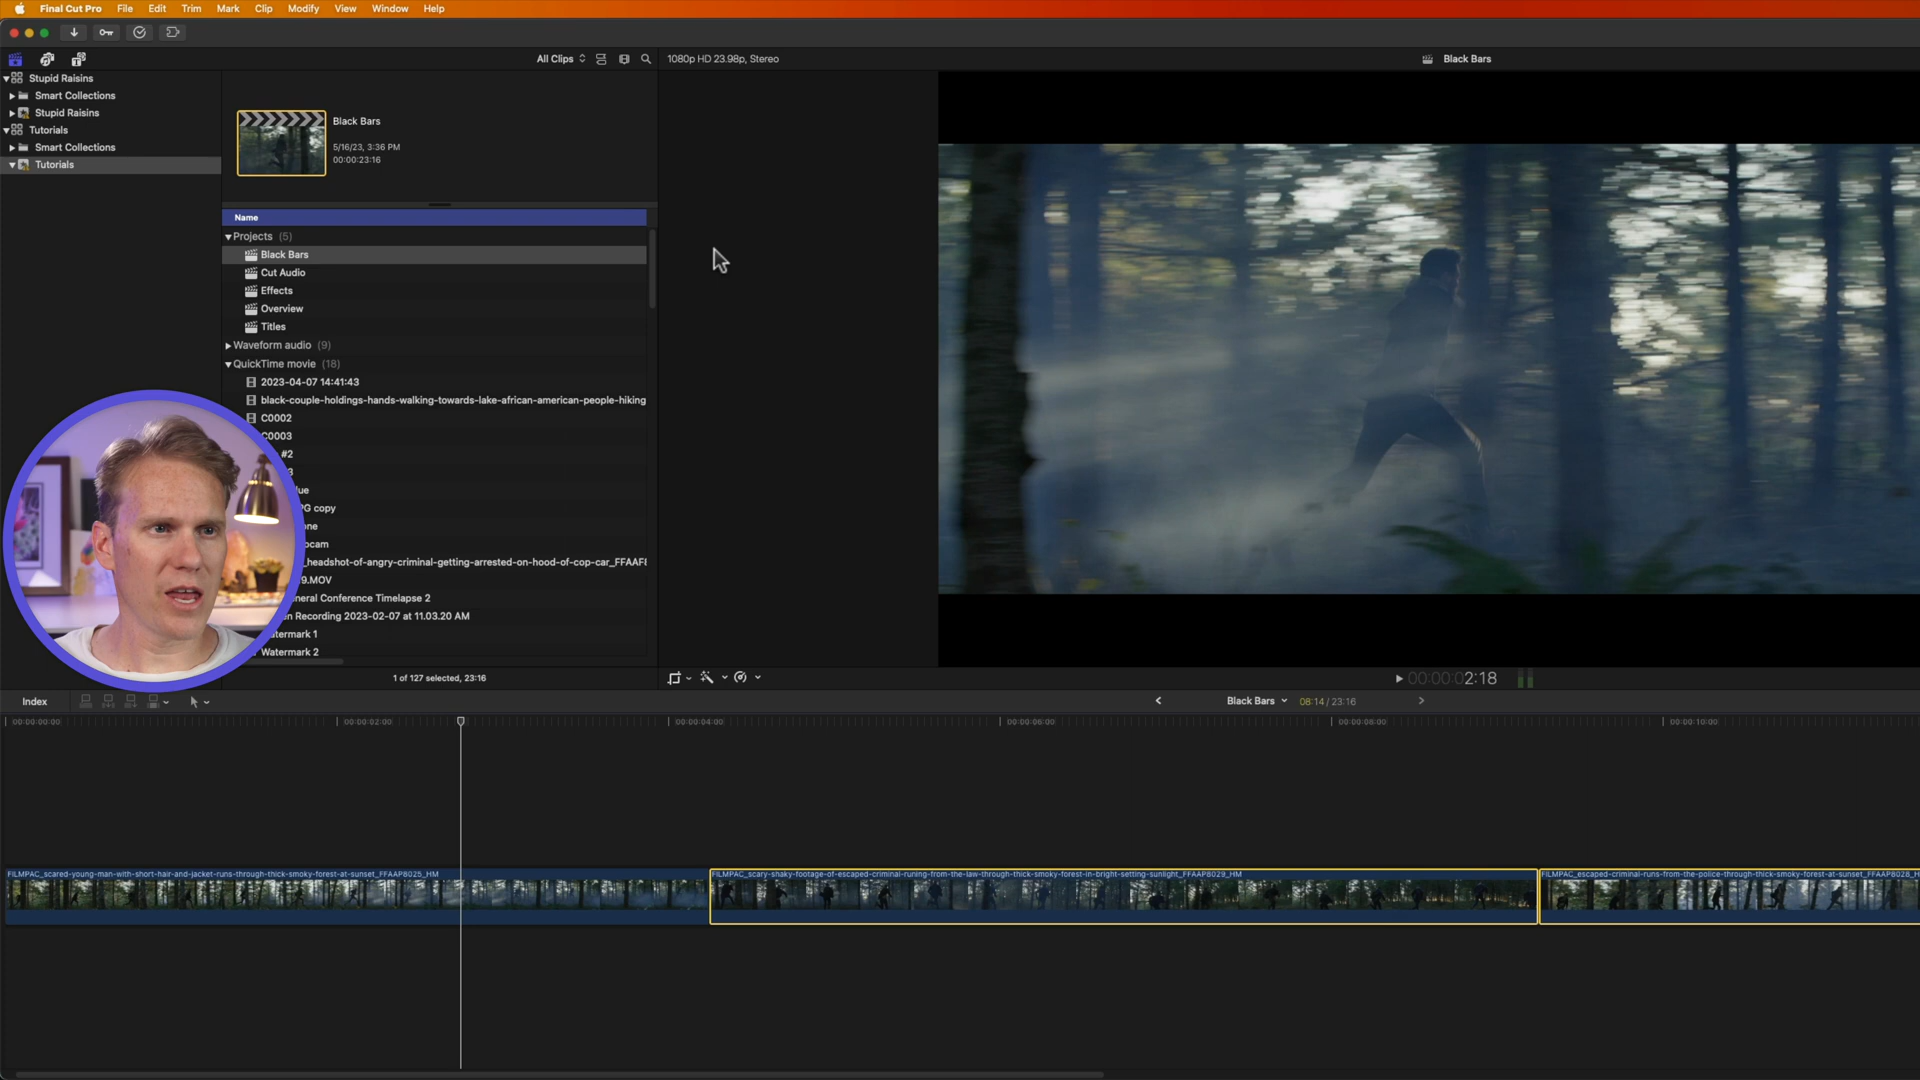 Final Cut Pro File Edit Trim Mark Clip Modify View Window Help
All Clips
1080p HD 23.98p, Stereo
Black Bars
Stupid Raisins
Smart Collections
Stupid Raisins
Tutorials
Smart Collections
Tutorials
Black Bars
5/16/23, 3:36 PM
00:00:23:16
Name
Projects (5)
Black Bars
Cut Audio
Effects
Overview
Titles
Waveform audio (9)
QuickTime movie (18)
2023-04-07 14:41:43
black-couple-holdings-hands-walking-towards-lake-african-american-people-hiking
C0002
C0003
#2
3
lue
G copy
one
cam
_headshot-of-angry-criminal-getting-arrested-on-hood-of-cop-car_FFAAF
9.MOV
neral Conference Timelapse 2
en Recording 2023-02-07 at 11.03.20 AM
atermark 1
Watermark 2
1 of 127 selected, 23:16
00:00:02:18
Index
Black Bars
08:14 / 23:16
00:00:00:00
00:00:02:00
00:00:04:00
00:00:06:00
00:00:08:00
00:00:10:00
FILMPAC_scared-young-man-with-short-hair-and-jacket-runs-through-thick-smoky-forest-at-sunset_FFAAP8025_HM
FILMPAC_scary-shaky-footage-of-escaped-criminal-runing-from-the-law-through-thick-smoky-forest-in-bright-setting-sunlight_FFAAP8029_HM
FILMPAC_escaped-criminal-runs-from-the-police-through-thick-smoky-forest-at-sunset_FFAAP8028_H